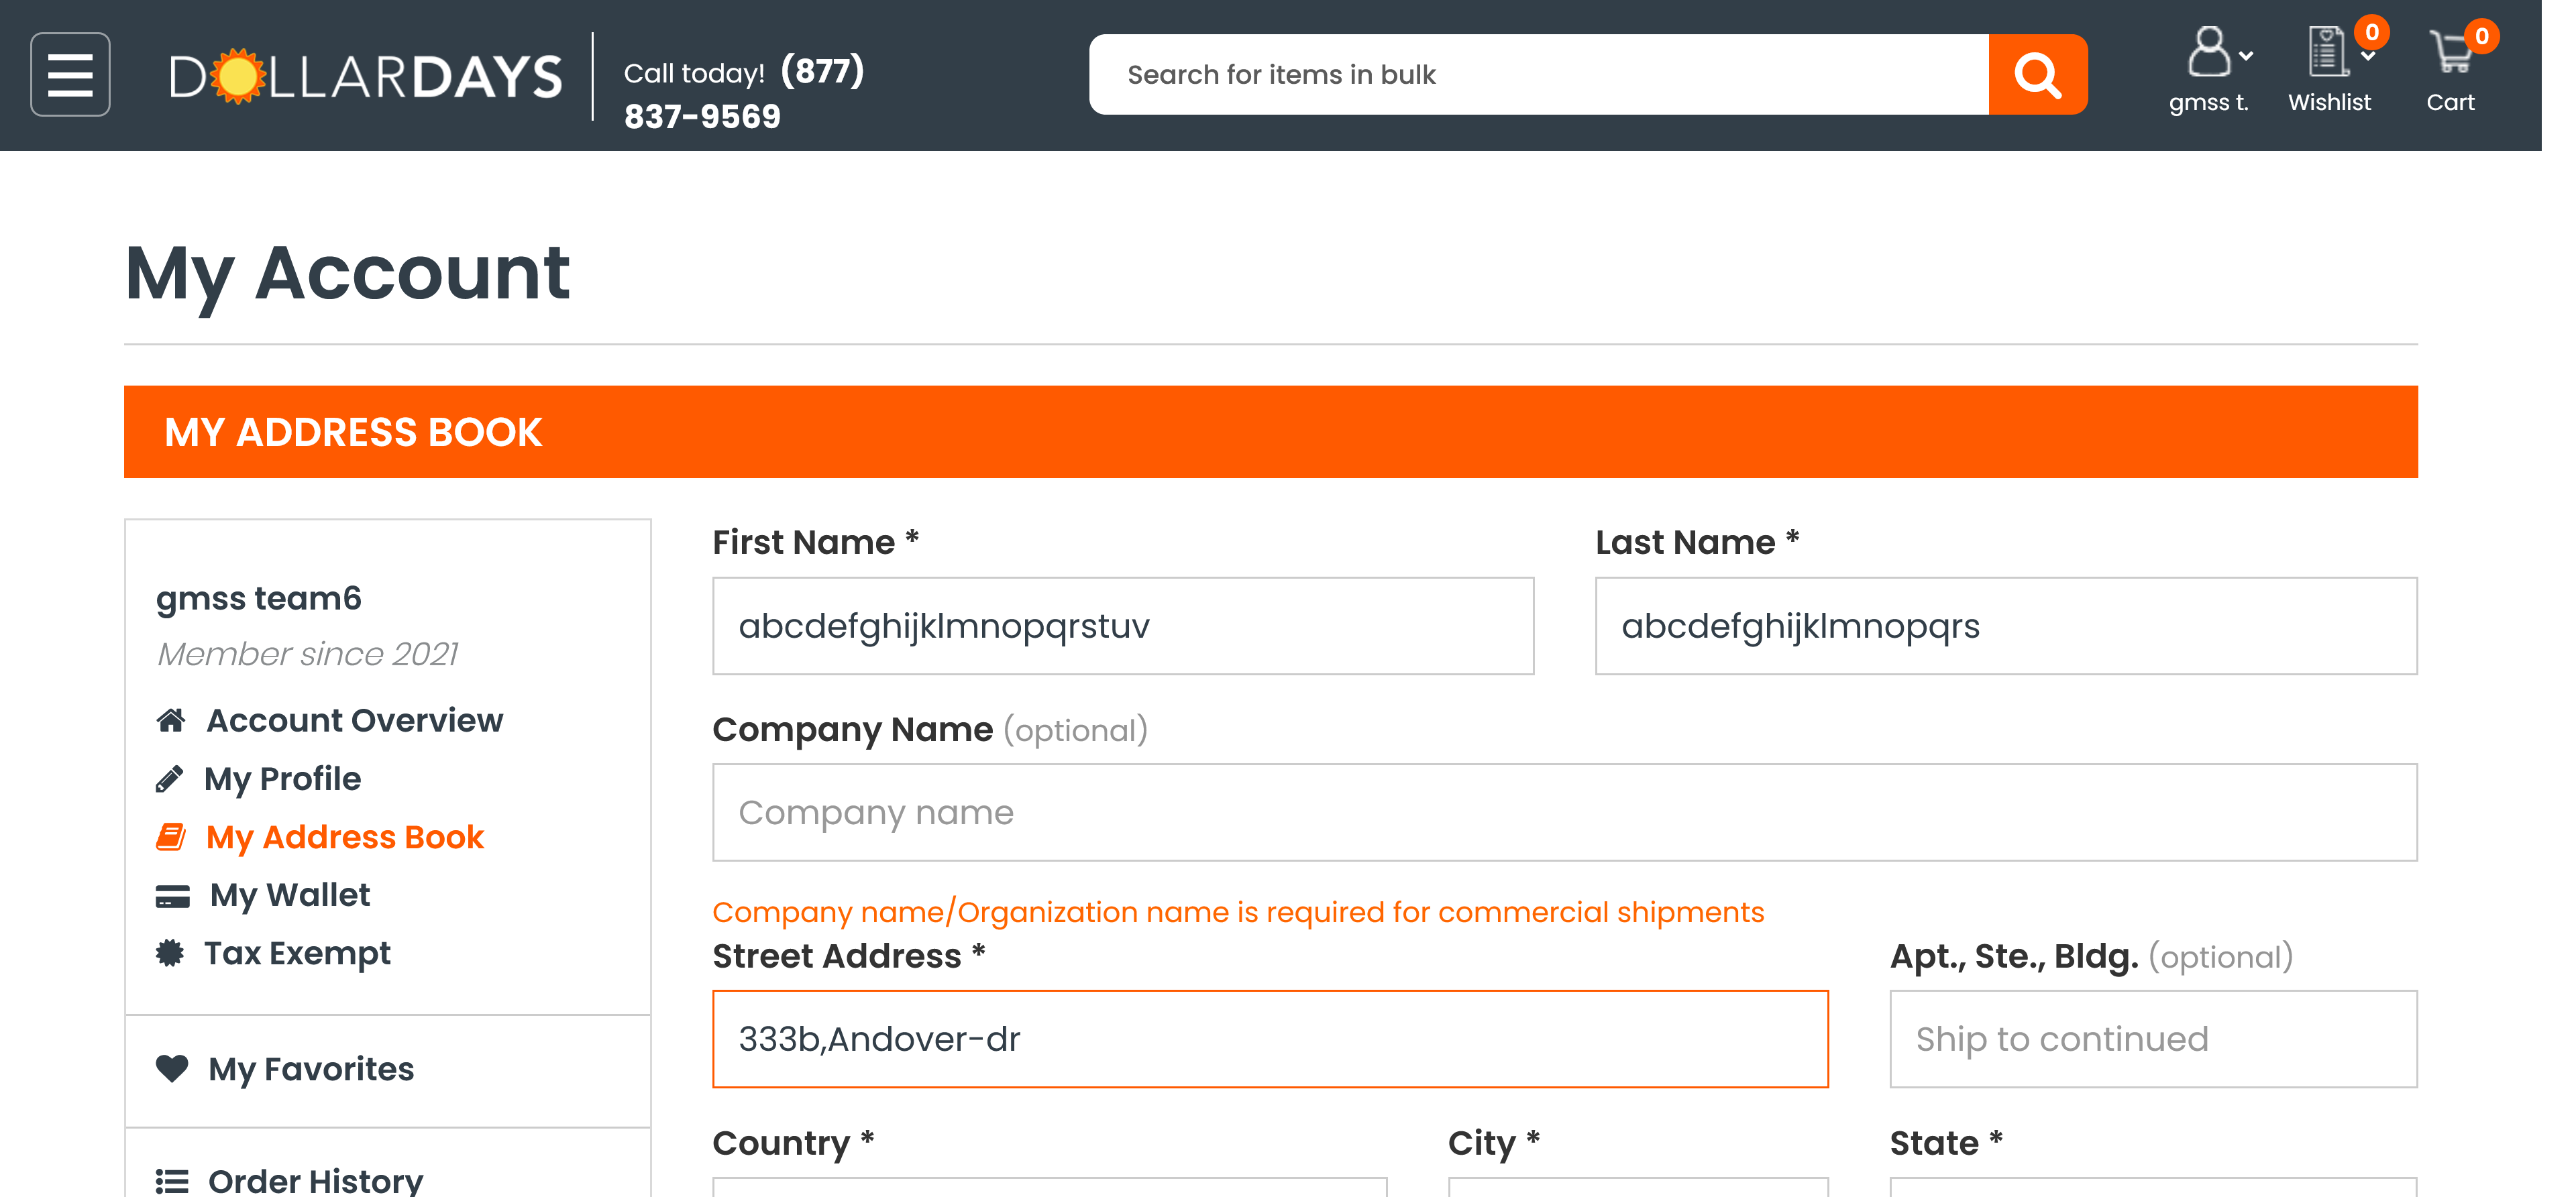 DOLLARDAYS
Call today! (877)
837-9569
Search for items in bulk
gmss t.
0
Wishlist
0
Cart
My Account
MY ADDRESS BOOK
gmss team6
Member since 2021
Account Overview
My Profile
My Address Book
My Wallet
Tax Exempt
My Favorites
Order History
First Name *
Last Name *
abcdefghijklmnopqrstuv
abcdefghijklmnopqrs
Company Name (optional)
Company name
Company name/Organization name is required for commercial shipments
Street Address *
Apt., Ste., Bldg. (optional)
333b,Andover-dr
Ship to continued
Country *
City *
State *